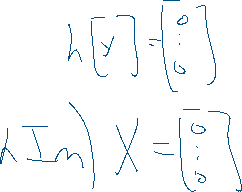 h[y] = [0 ⋮ 0]
λIn) X = [0 ⋮ 0]